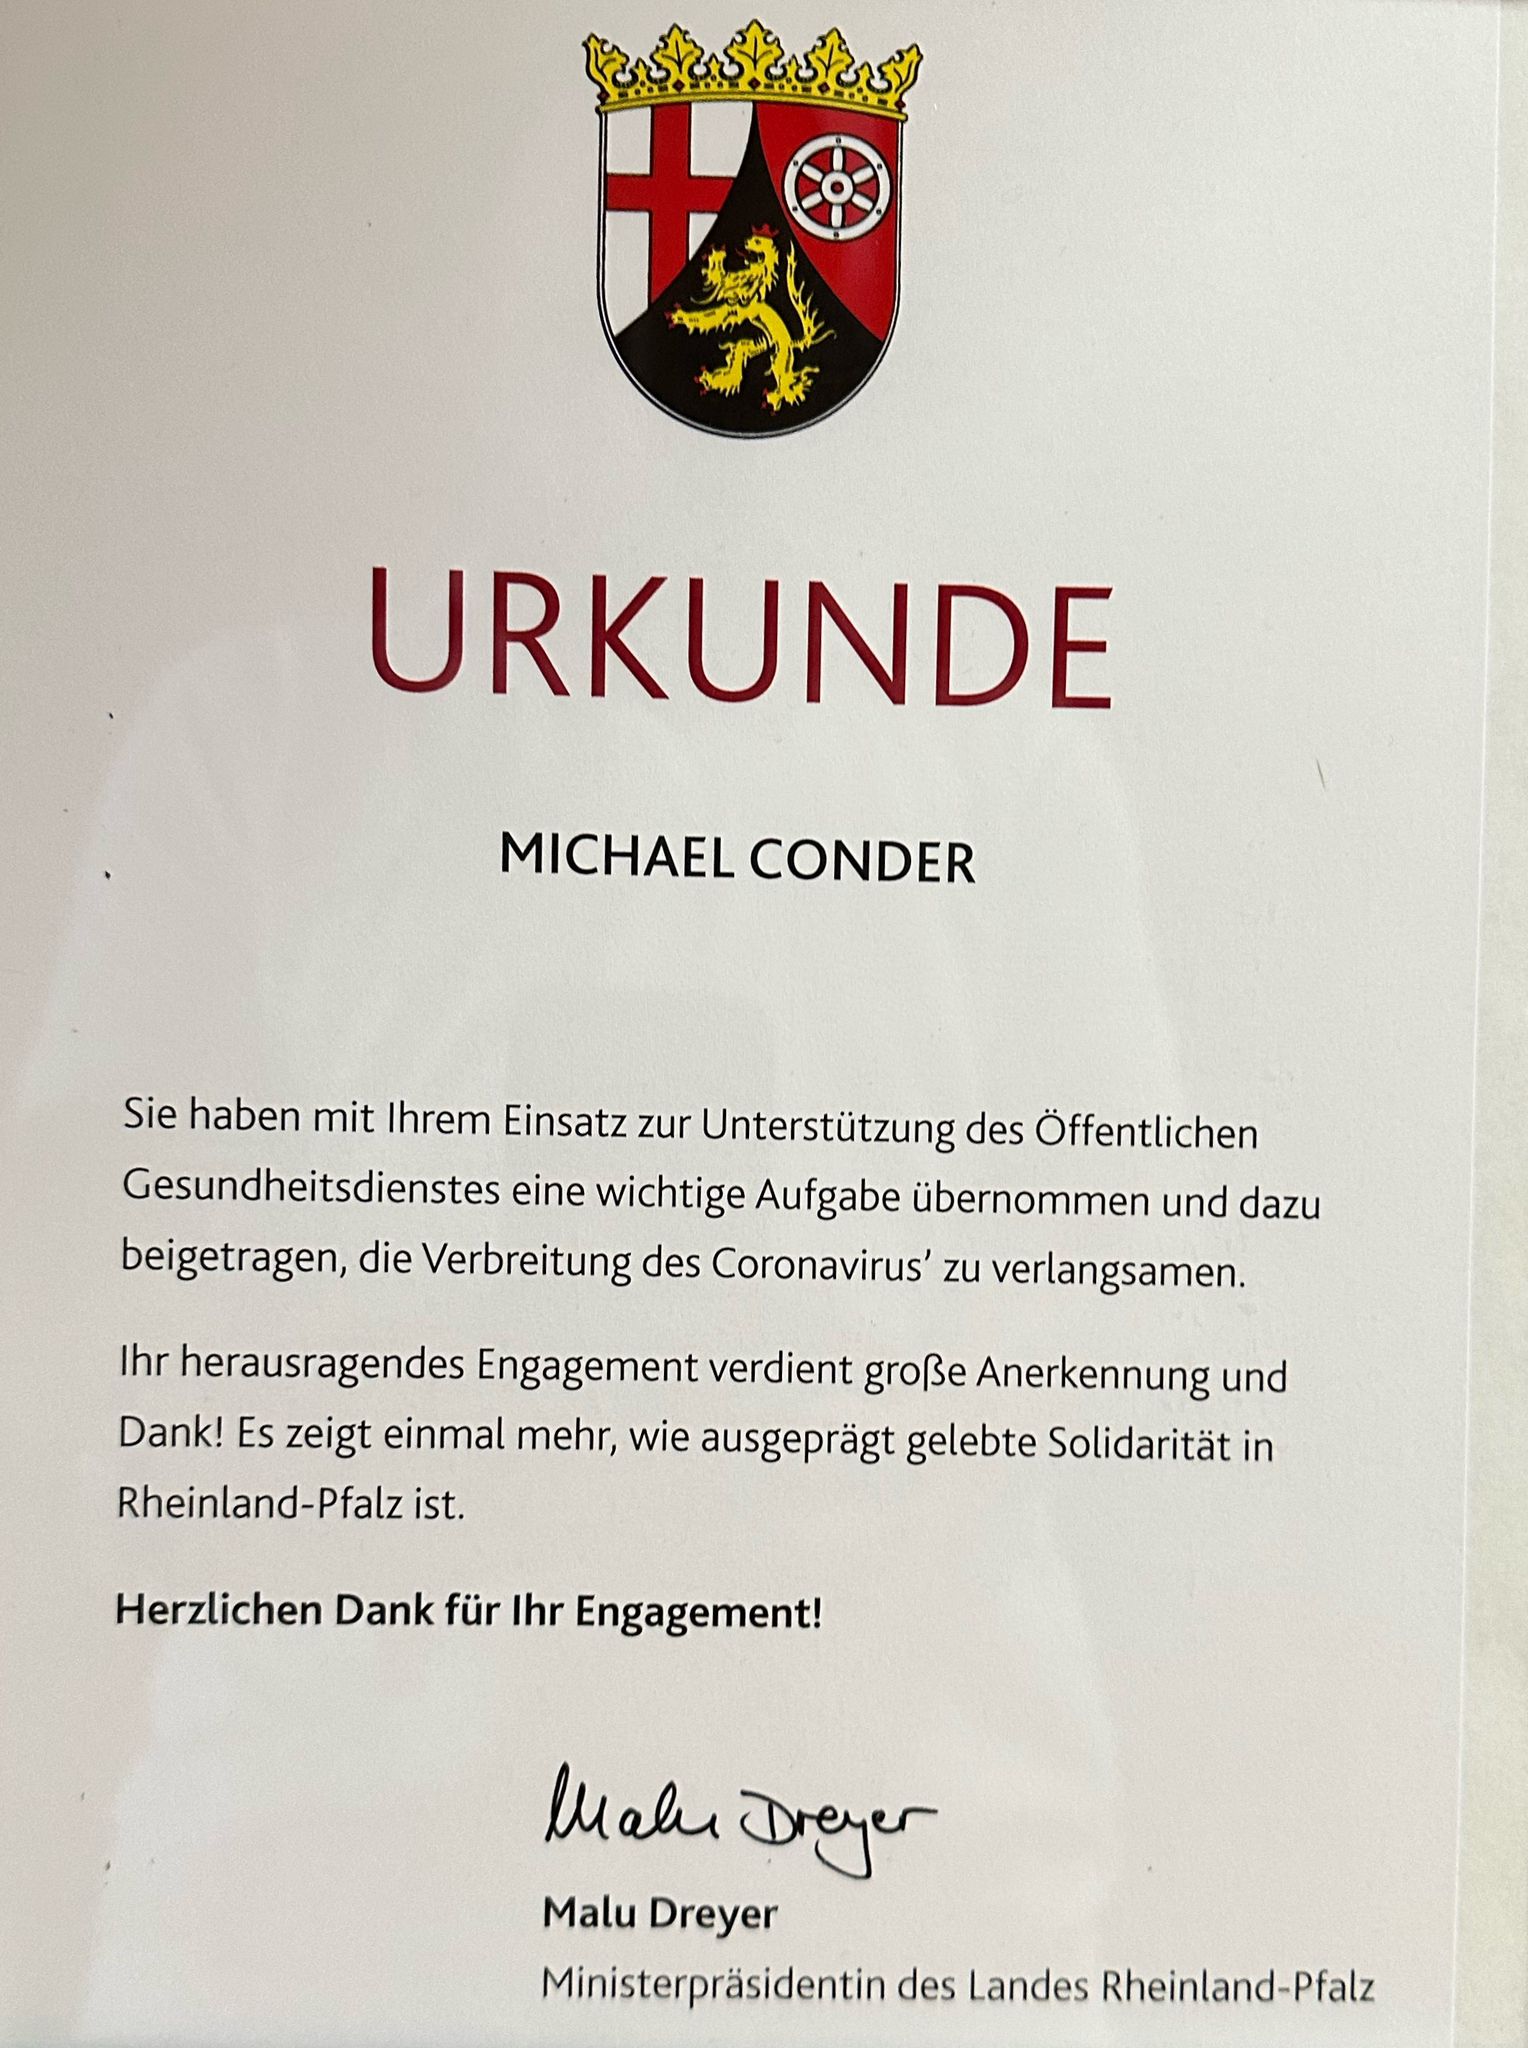 URKUNDE
MICHAEL CONDER
Sie haben mit Ihrem Einsatz zur Unterstützung des Öffentlichen
Gesundheitsdienstes eine wichtige Aufgabe übernommen und dazu
beigetragen, die Verbreitung des Coronavirus’ zu verlangsamen.
Ihr herausragendes Engagement verdient große Anerkennung und
Dank! Es zeigt einmal mehr, wie ausgeprägt gelebte Solidarität in
Rheinland-Pfalz ist.
Herzlichen Dank für Ihr Engagement!
Malu Dreyer
Malu Dreyer
Ministerpräsidentin des Landes Rheinland-Pfalz